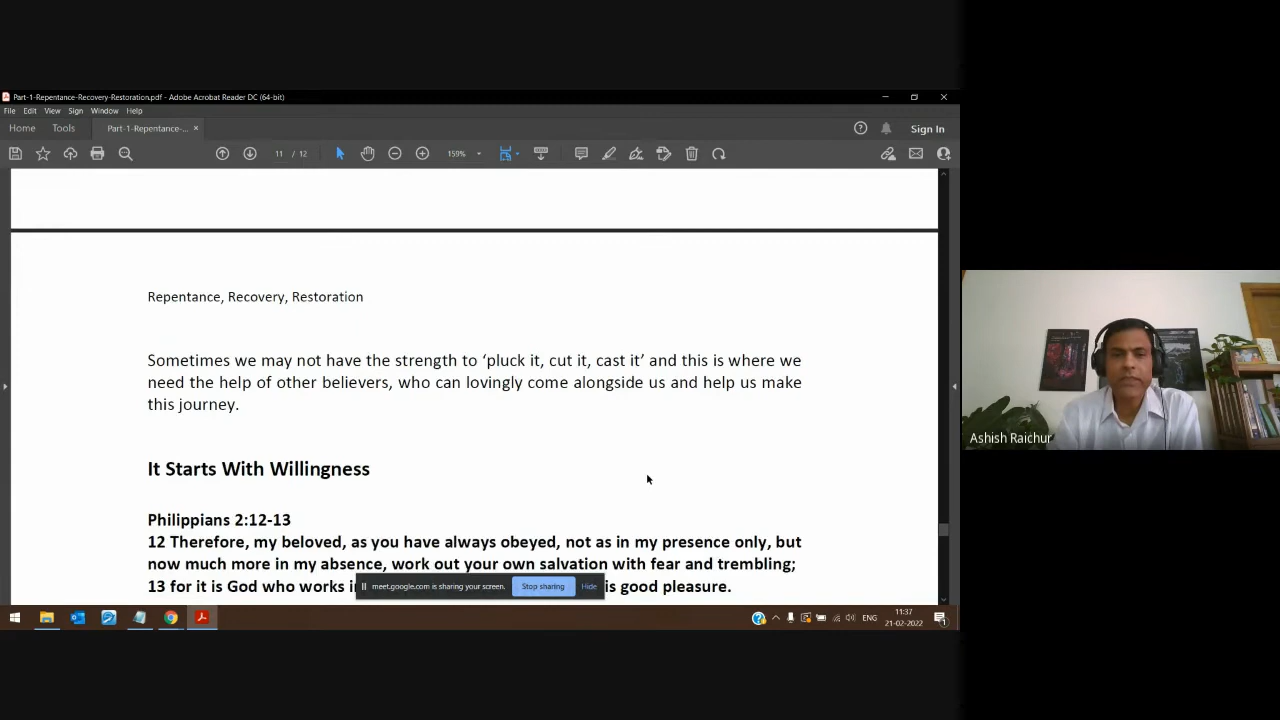 Part-1-Repentance-Recovery-Restoration.pdf - Adobe Acrobat Reader DC (64-bit)
File Edit View Sign Window Help
Home Tools Part-1-Repentance-... × Sign In
11 / 12 159%
Repentance, Recovery, Restoration
Sometimes we may not have the strength to ‘pluck it, cut it, cast it’ and this is where we
need the help of other believers, who can lovingly come alongside us and help us make
this journey.
It Starts With Willingness
Philippians 2:12-13
12 Therefore, my beloved, as you have always obeyed, not as in my presence only, but
now much more in my absence, work out your own salvation with fear and trembling;
13 for it is God who works i is good pleasure.
meet.google.com is sharing your screen. Stop sharing Hide
ENG 11:37
21-02-2022
Ashish Raichur